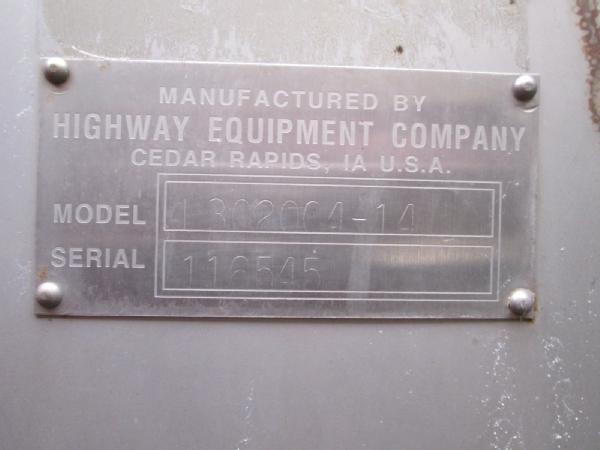 MANUFACTURED BY
HIGHWAY EQUIPMENT COMPANY
CEDAR RAPIDS, IA U.S.A.
MODEL
SERIAL 116545